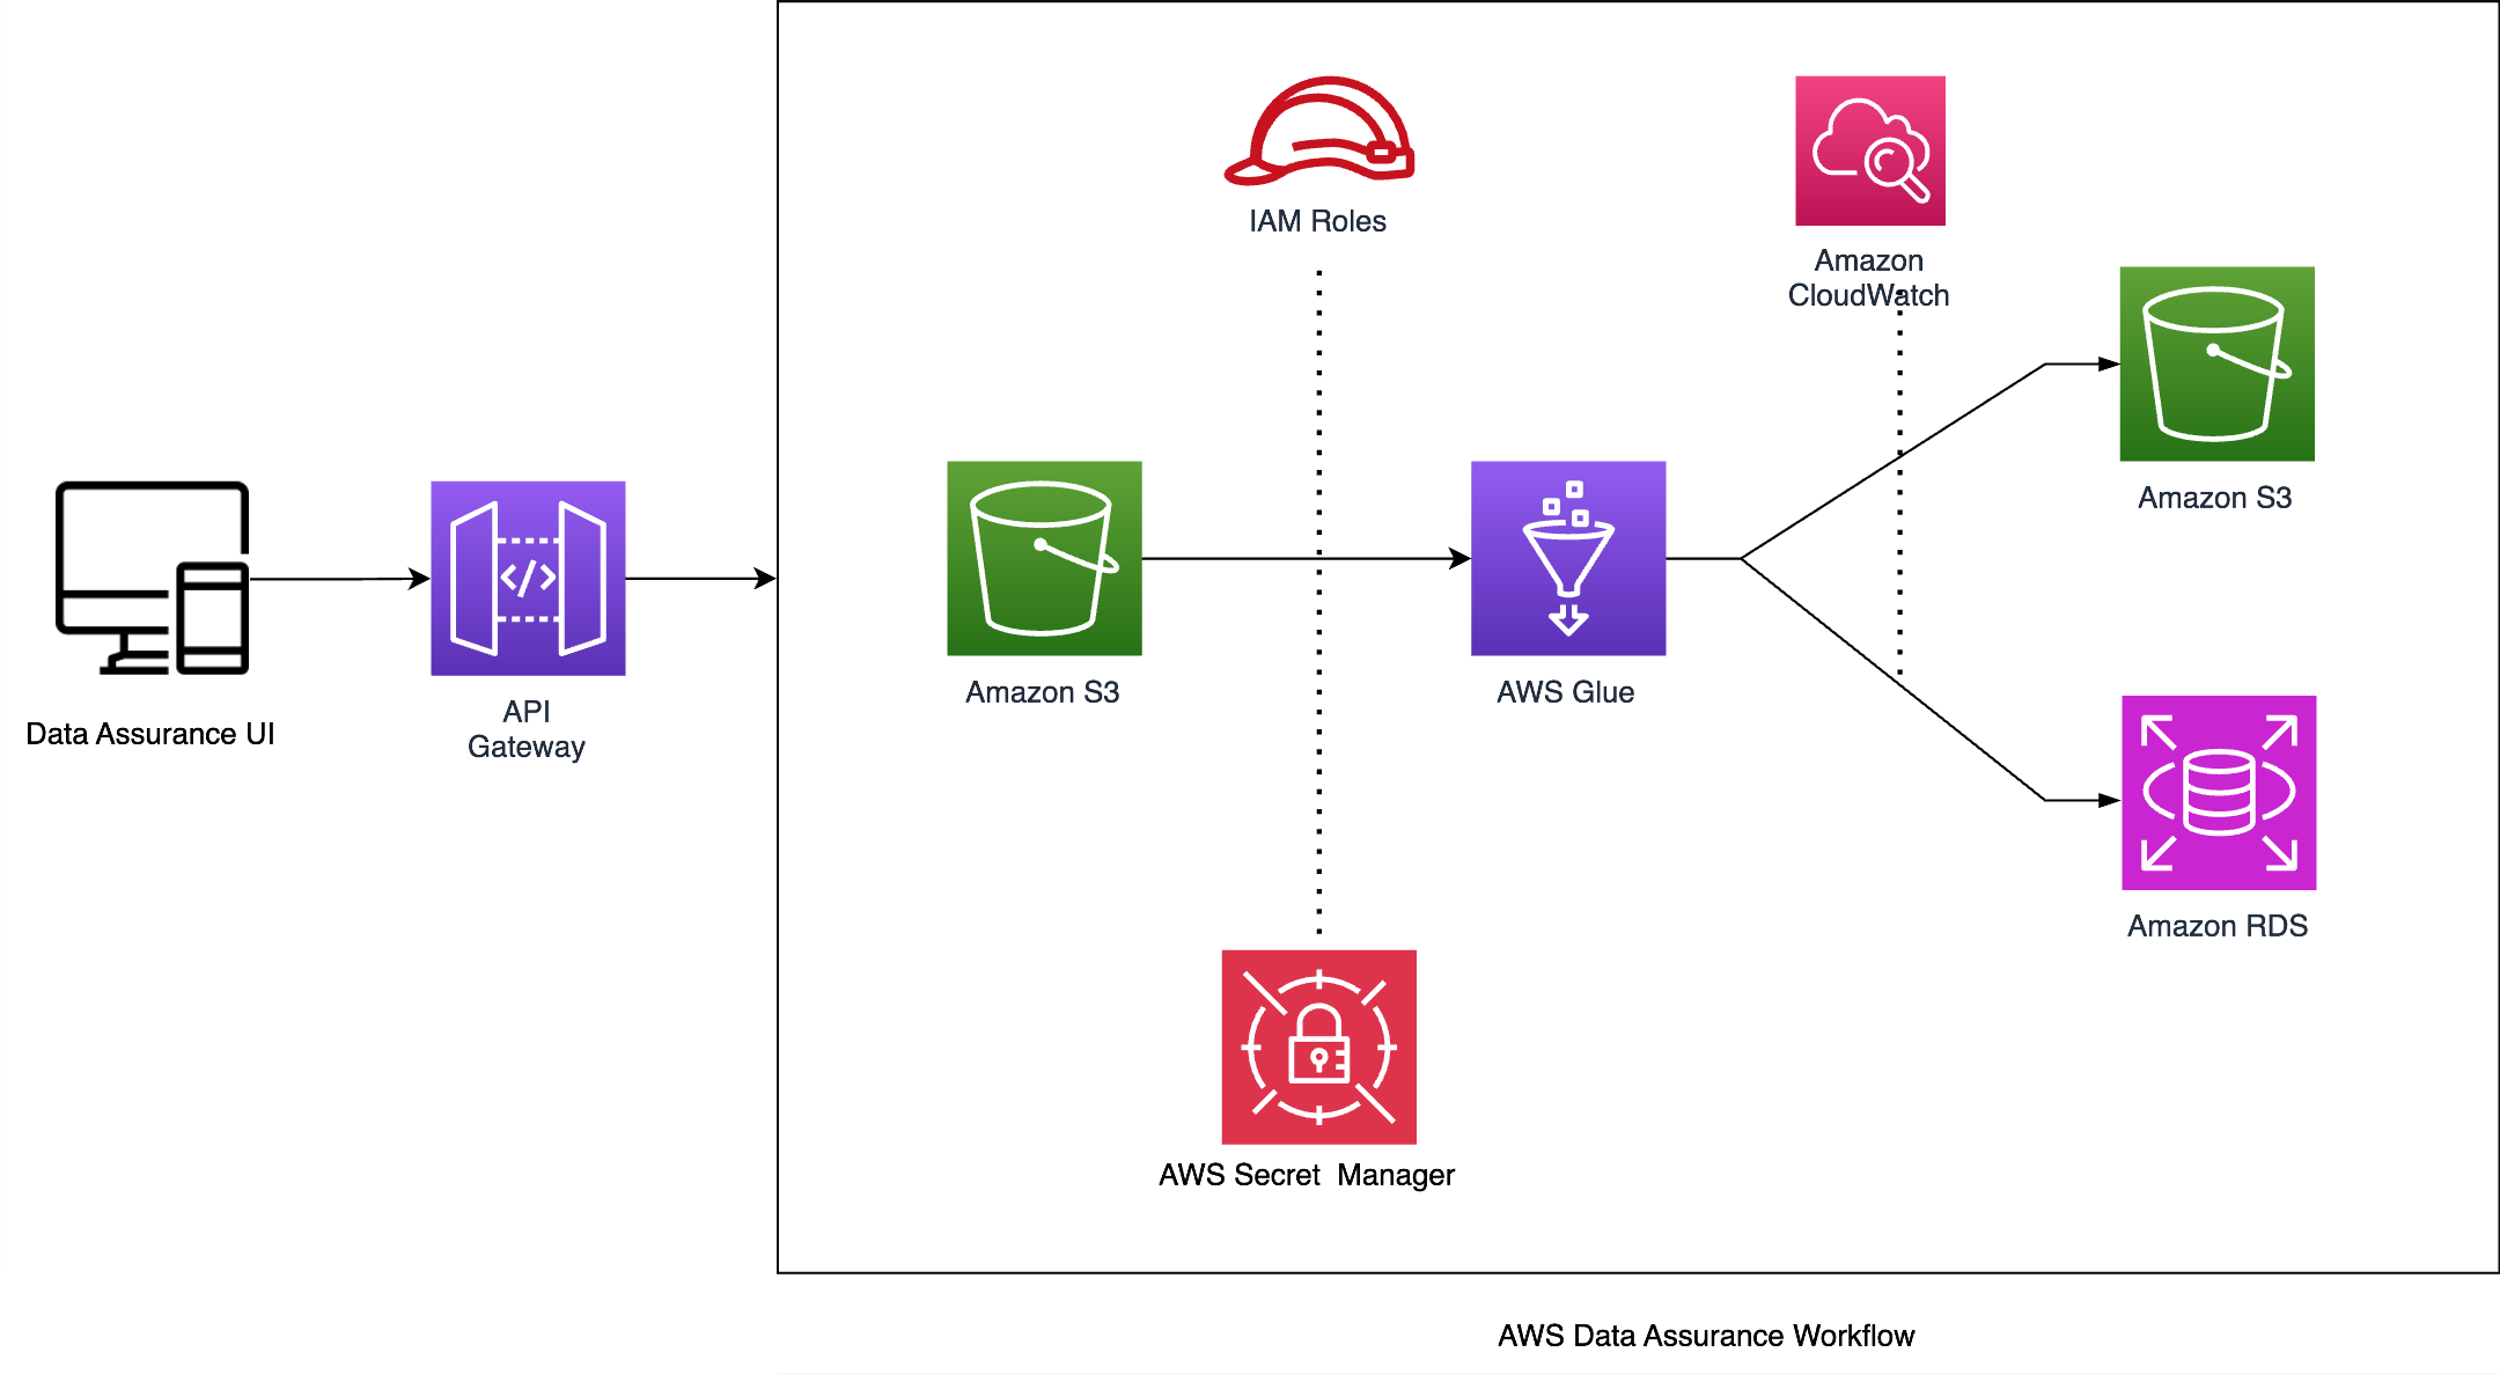 IAM Roles
Amazon
CloudWatch
Amazon S3
Data Assurance UI
API
Gateway
Amazon S3
AWS Glue
Amazon RDS
AWS Secret  Manager
AWS Data Assurance Workflow